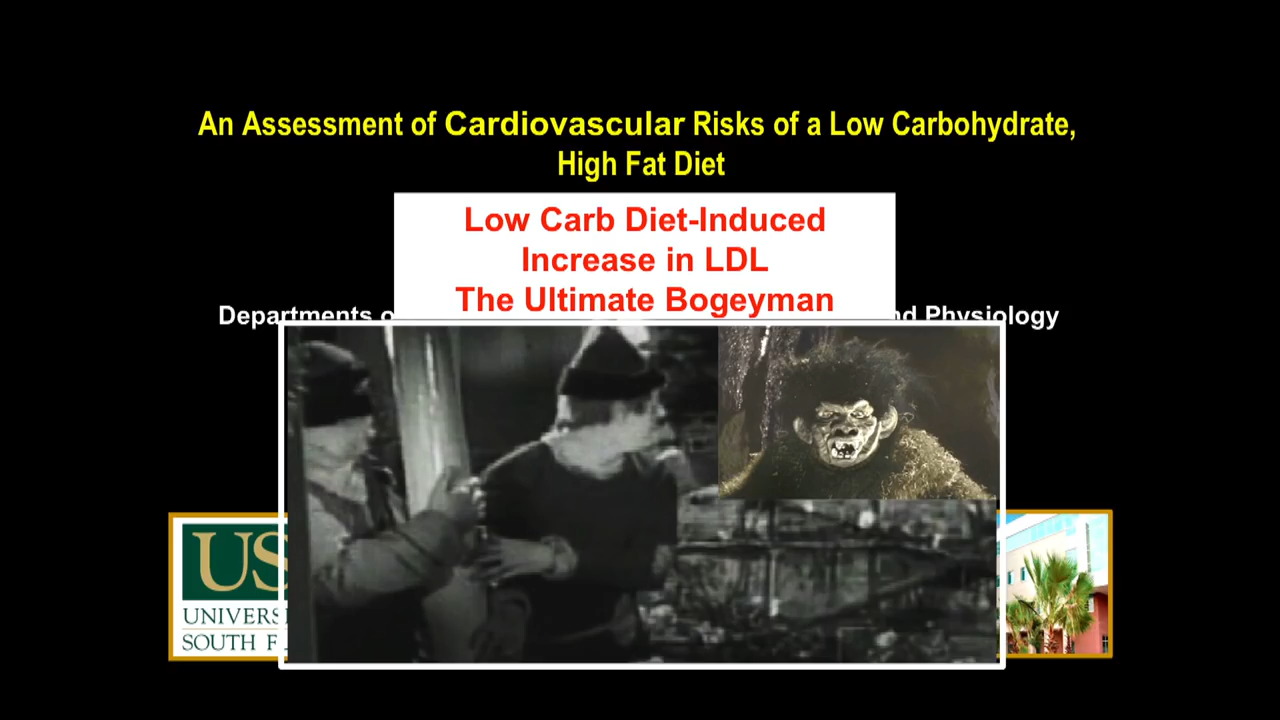 An Assessment of Cardiovascular Risks of a Low Carbohydrate,
High Fat Diet
Low Carb Diet-Induced
Increase in LDL
The Ultimate Bogeyman
Departments nd Physiology
US
UNIVERS
SOUTH F